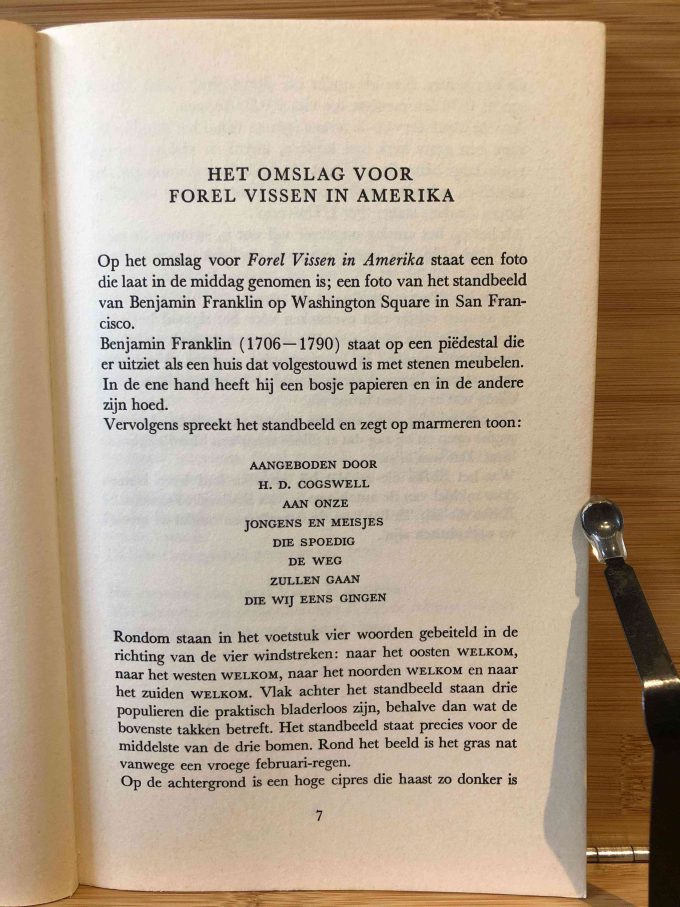 HET OMSLAG VOOR
FOREL VISSEN IN AMERIKA
Op het omslag voor Forel Vissen in Amerika staat een foto
die laat in de middag genomen is; een foto van het standbeeld
van Benjamin Franklin op Washington Square in San Fran-
cisco.
Benjamin Franklin (1706—1790) staat op een piëdestal die
er uitziet als een huis dat volgestouwd is met stenen meubelen.
In de ene hand heeft hij een bosje papieren en in de andere
zijn hoed.
Vervolgens spreekt het standbeeld en zegt op marmeren toon:
AANGEBODEN DOOR
H. D. COGSWELL
AAN ONZE
JONGENS EN MEISJES
DIE SPOEDIG
DE WEG
ZULLEN GAAN
DIE WIJ EENS GINGEN
Rondom staan in het voetstuk vier woorden gebeiteld in de
richting van de vier windstreken: naar het oosten WELKOM,
naar het westen WELKOM, naar het noorden WELKOM en naar
het zuiden WELKOM. Vlak achter het standbeeld staan drie
populieren die praktisch bladerloos zijn, behalve dan wat de
bovenste takken betreft. Het standbeeld staat precies voor de
middelste van de drie bomen. Rond het beeld is het gras nat
vanwege een vroege februari-regen.
Op de achtergrond is een hoge cipres die haast zo donker is
7